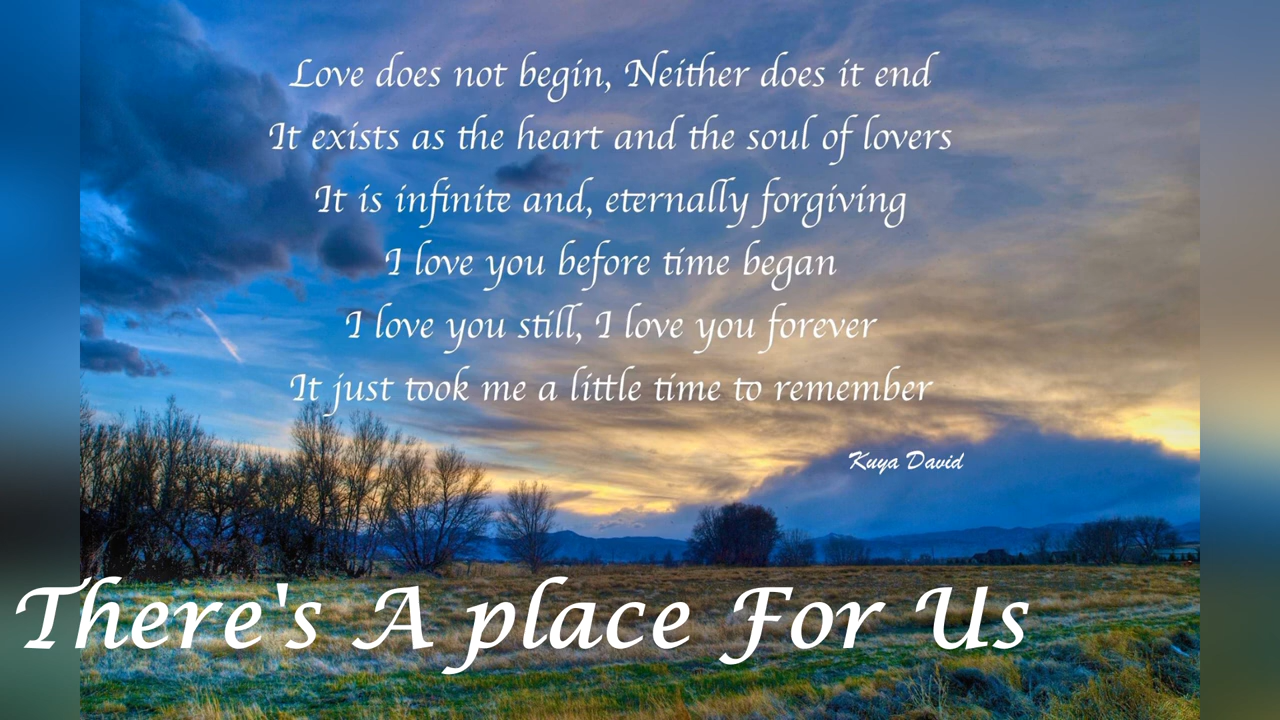 Love does not begin, Neither does it end
It exists as the heart and the soul of lovers
It is infinite and, eternally forgiving
I love you before time began
I love you still, I love you forever
It just took me a little time to remember
Kuya David
There's A place For Us